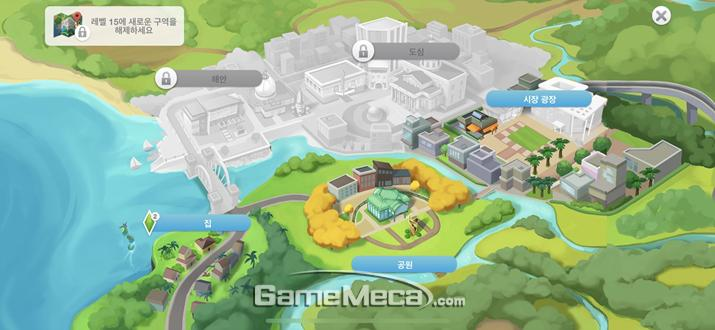 레벨 15에 새로운 구역을
해제하세요
도심
해안
시장 광장
2
집
공원
GameMeca.com